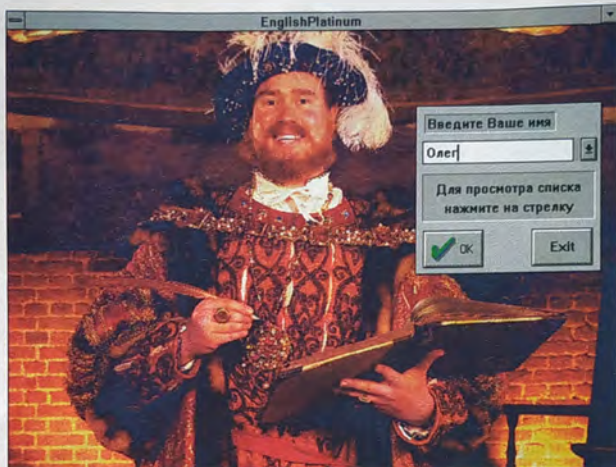 EnglishPlatinum
Введите Ваше имя
Олег
Для просмотра списка
нажмите на стрелку
OK
Exit